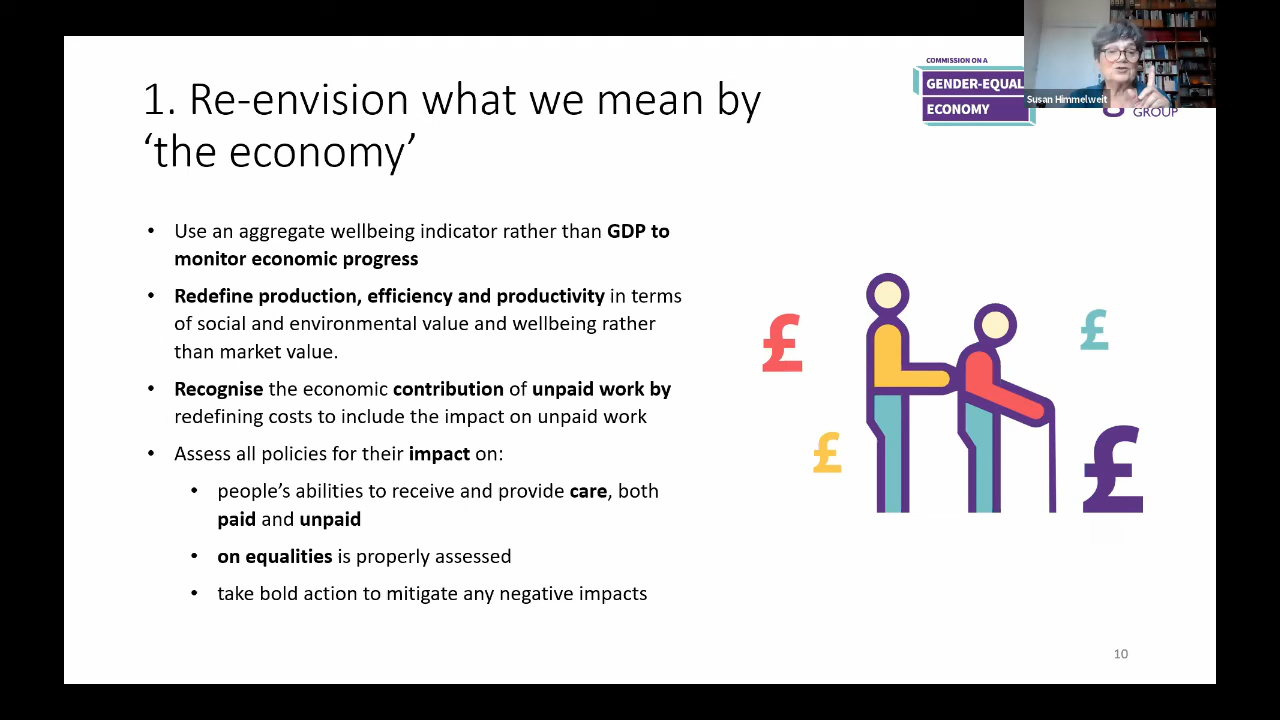 COMMISSION ON A
GENDER-EQUAL
ECONOMY
Susan Himmelweit
GROUP
1. Re-envision what we mean by
‘the economy’
• Use an aggregate wellbeing indicator rather than GDP to
monitor economic progress
• Redefine production, efficiency and productivity in terms
of social and environmental value and wellbeing rather
than market value.
• Recognise the economic contribution of unpaid work by
redefining costs to include the impact on unpaid work
• Assess all policies for their impact on:
• people’s abilities to receive and provide care, both
paid and unpaid
• on equalities is properly assessed
• take bold action to mitigate any negative impacts
£
£
£
£
10